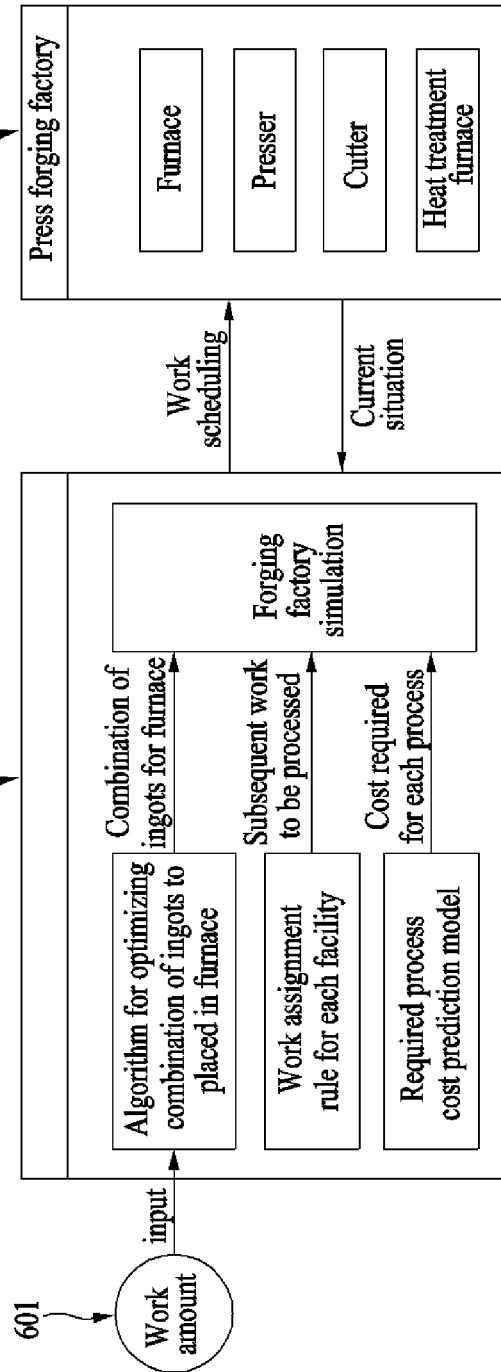 601
Work
amount
input
Algorithm for optimizing
combination of ingots to
placed in furnace
Work assignment
rule for each facility
Required process
cost prediction model
Combination of
ingots for furnace
Subsequent work
to be processed
Cost required
for each process
Forging
factory
simulation
Work
scheduling
Current
situation
Press forging factory
Furnace
Presser
Cutter
Heat treatment
furnace